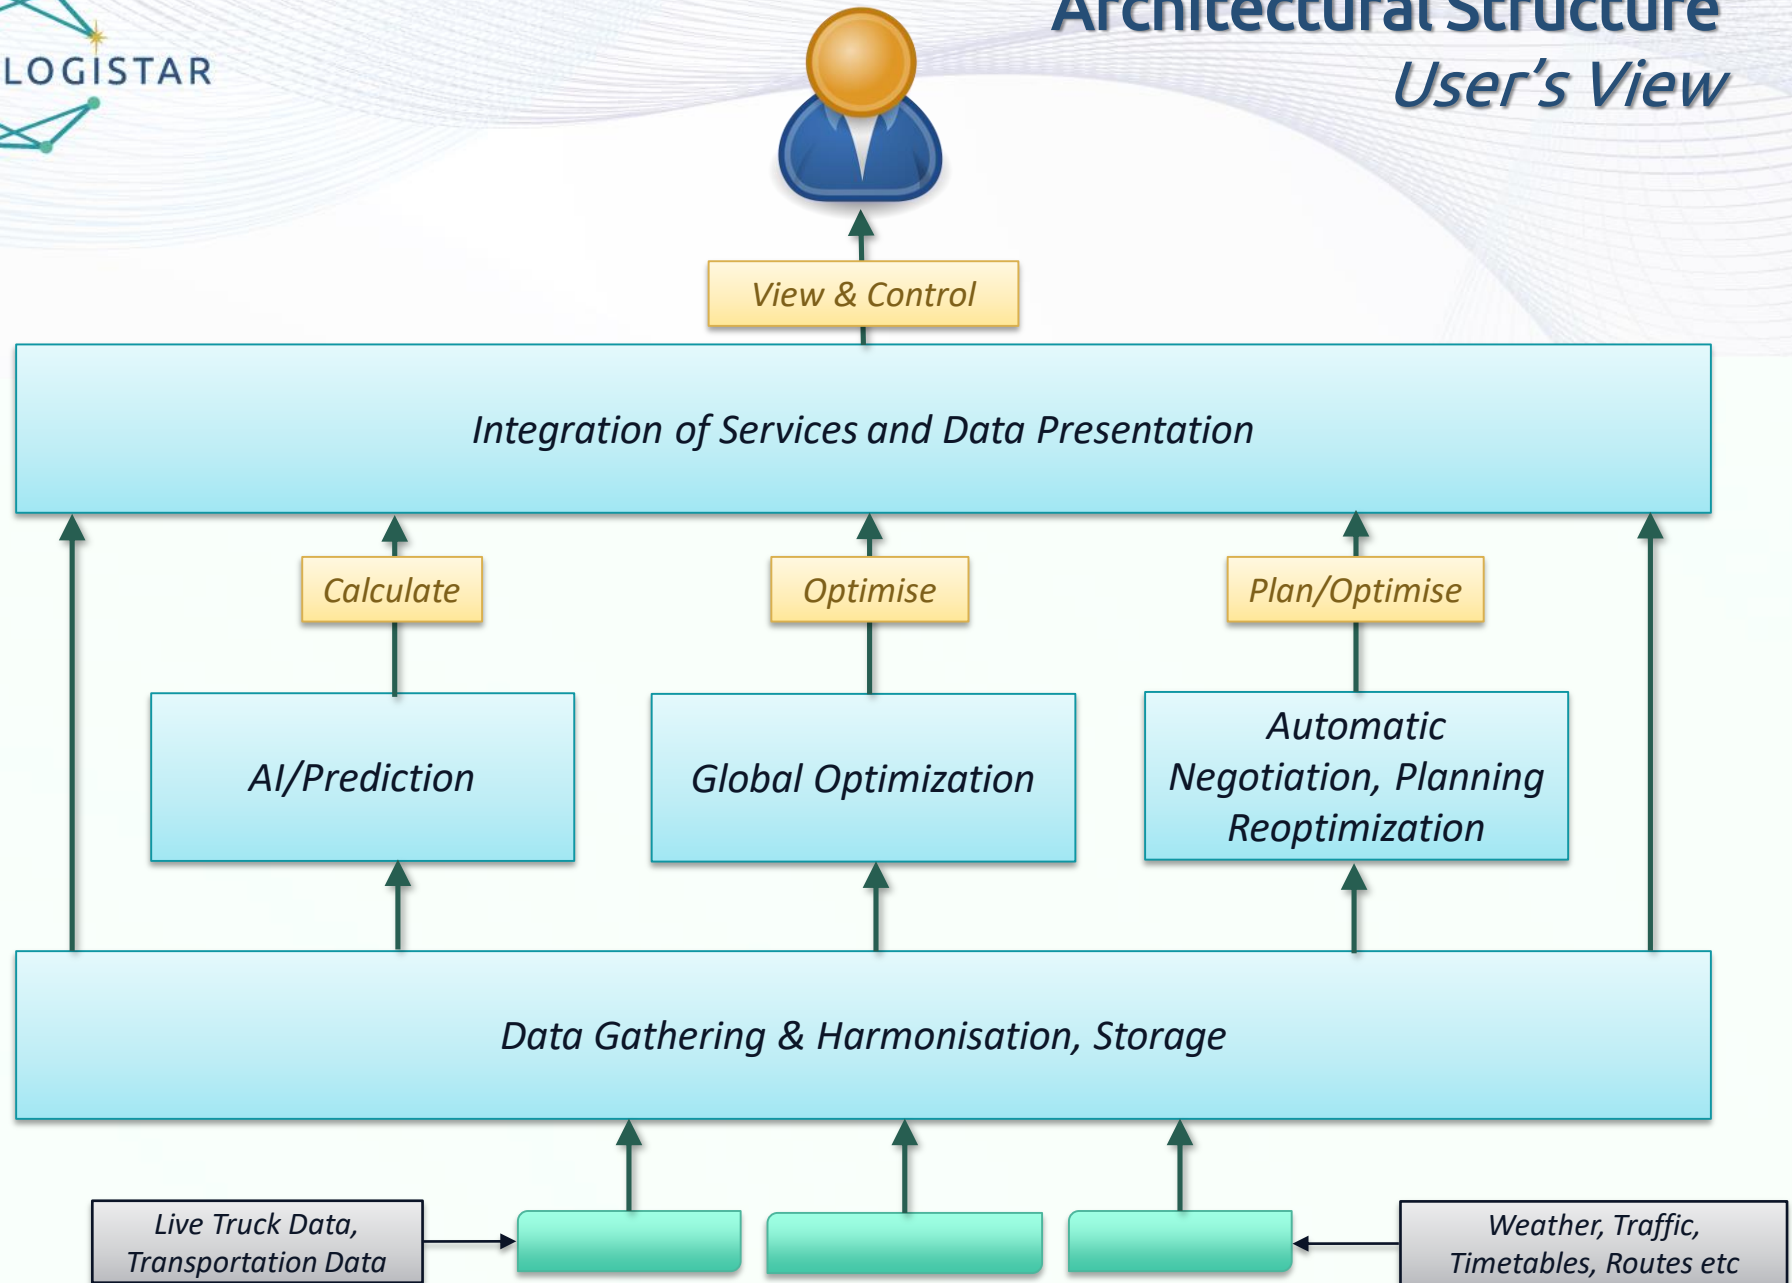 Architectural Structure
User's View
LOGISTAR
View & Control
Integration of Services and Data Presentation
Calculate
Optimise
Plan/Optimise
AI/Prediction
Global Optimization
Automatic
Negotiation, Planning
Reoptimization
Data Gathering & Harmonisation, Storage
Live Truck Data,
Transportation Data
Weather, Traffic,
Timetables, Routes etc